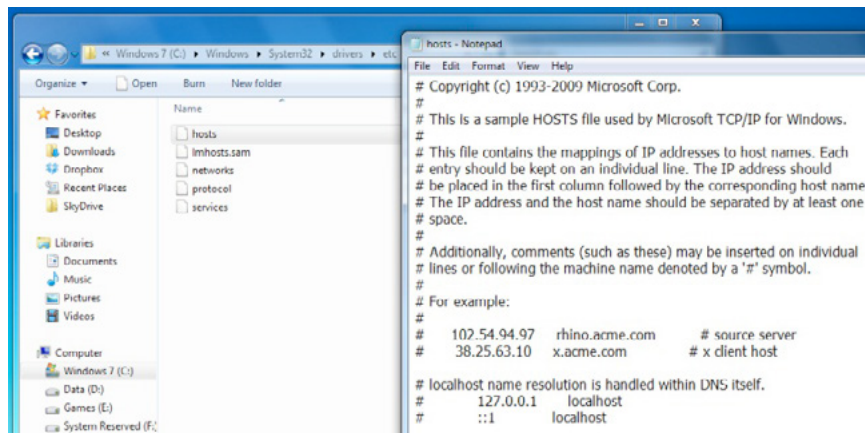 « Windows 7 (C:) ▸ Windows ▸ System32 ▸ drivers ▸ etc
Organize ▾ Open Burn New folder
Favorites
Desktop
Downloads
Dropbox
Recent Places
SkyDrive
Libraries
Documents
Music
Pictures
Videos
Computer
Windows 7 (C:)
Data (D:)
Games (E:)
System Reserved (F:
Name
hosts
lmhosts.sam
networks
protocol
services
hosts - Notepad
File Edit Format View Help
# Copyright (c) 1993-2009 Microsoft Corp.
#
# This is a sample HOSTS file used by Microsoft TCP/IP for Windows.
#
# This file contains the mappings of IP addresses to host names. Each
# entry should be kept on an individual line. The IP address should
# be placed in the first column followed by the corresponding host name
# The IP address and the host name should be separated by at least one
# space.
#
# Additionally, comments (such as these) may be inserted on individual
# lines or following the machine name denoted by a '#' symbol.
#
# For example:
#
# 102.54.94.97 rhino.acme.com # source server
# 38.25.63.10 x.acme.com # x client host
# localhost name resolution is handled within DNS itself.
# 127.0.0.1 localhost
# ::1 localhost